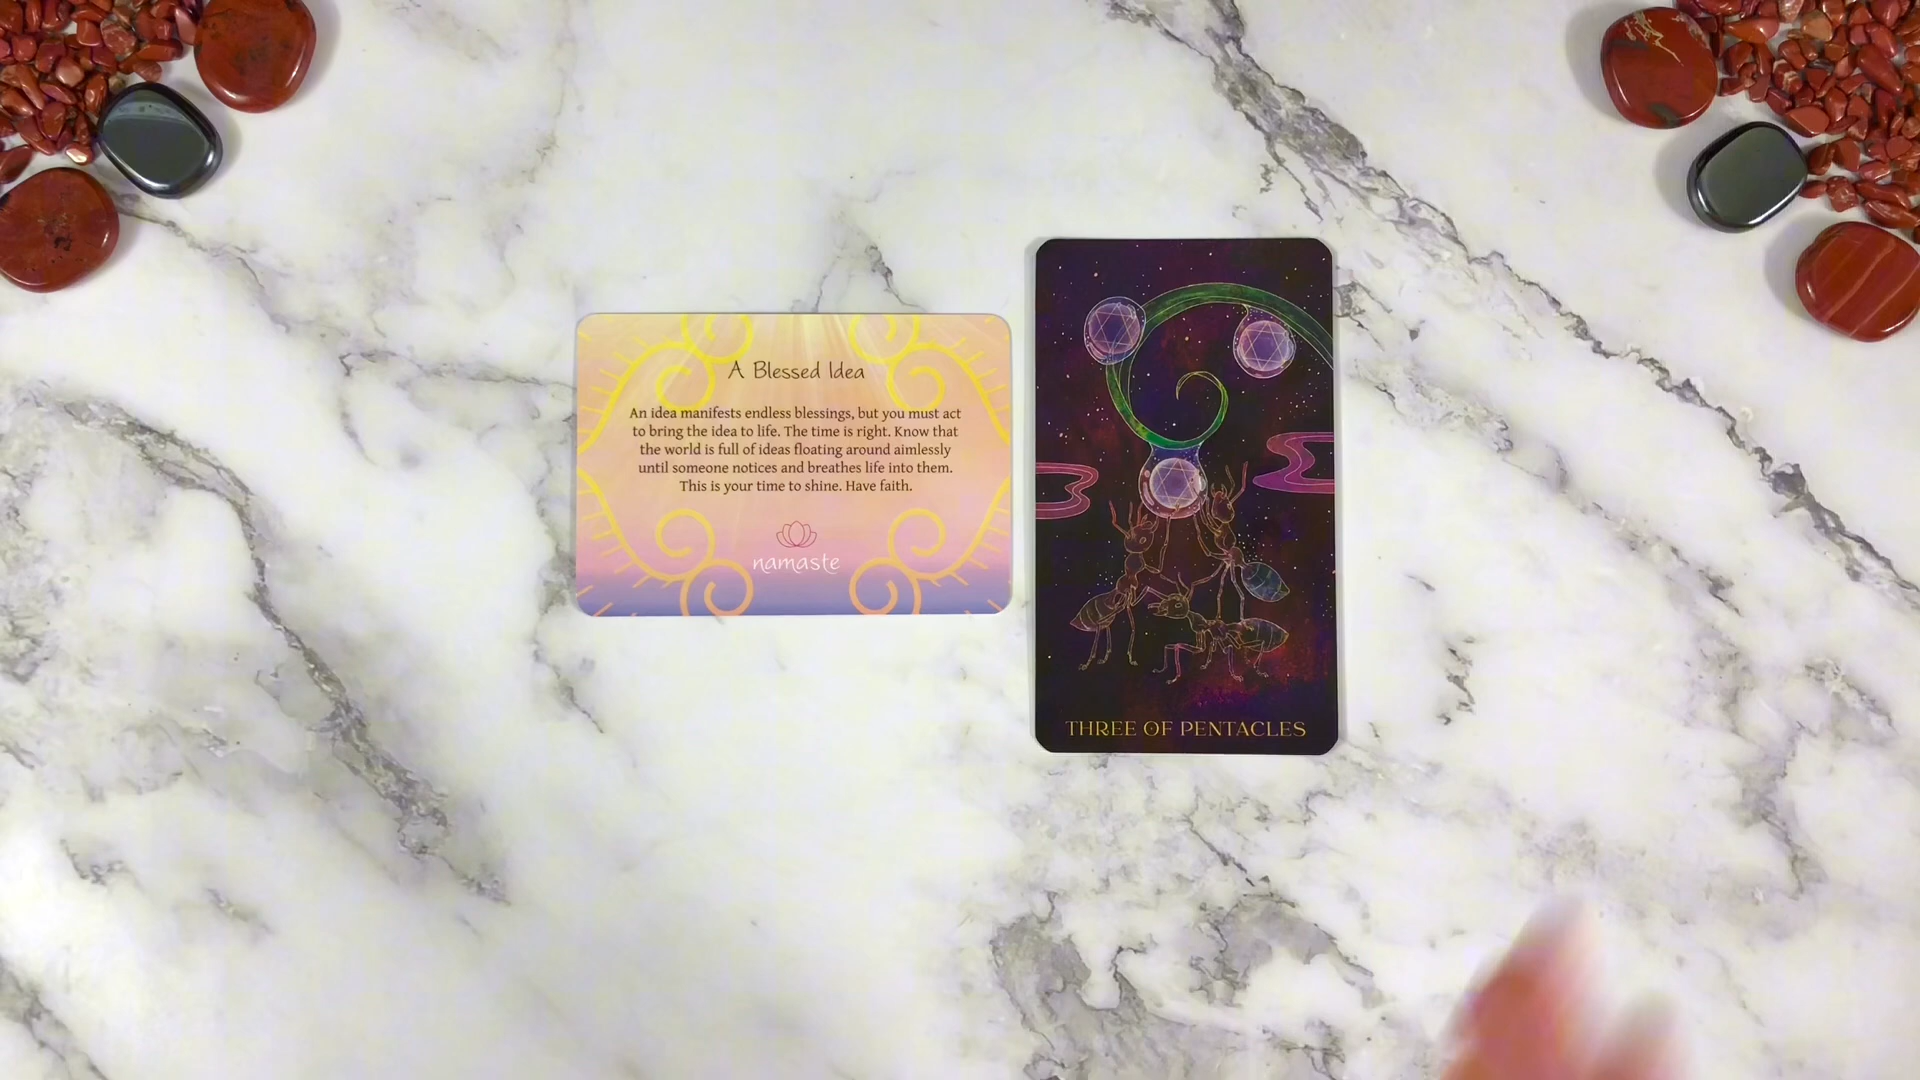 A Blessed Idea
An idea manifests endless blessings, but you must act
to bring the idea to life. The time is right. Know that
the world is full of ideas floating around aimlessly
until someone notices and breathes life into them.
This is your time to shine. Have faith.
namaste
THREE OF PENTACLES